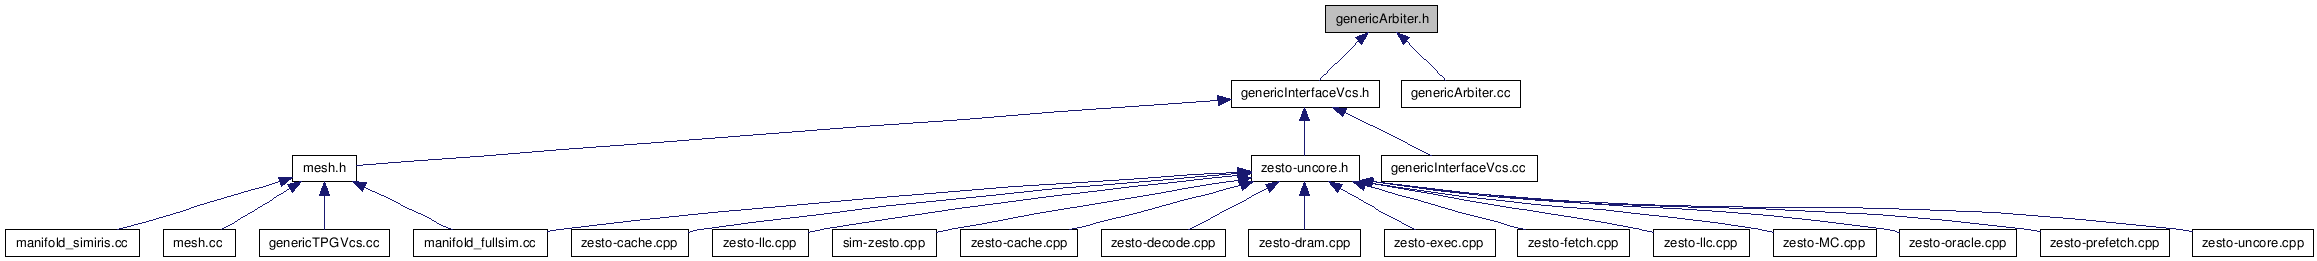 genericArbiter.h
genericInterfaceVcs.h
genericArbiter.cc
mesh.h
zesto-uncore.h
genericInterfaceVcs.cc
manifold_simiris.cc
mesh.cc
genericTPGVcs.cc
manifold_fullsim.cc
zesto-cache.cpp
zesto-llc.cpp
sim-zesto.cpp
zesto-cache.cpp
zesto-decode.cpp
zesto-dram.cpp
zesto-exec.cpp
zesto-fetch.cpp
zesto-llc.cpp
zesto-MC.cpp
zesto-oracle.cpp
zesto-prefetch.cpp
zesto-uncore.cpp